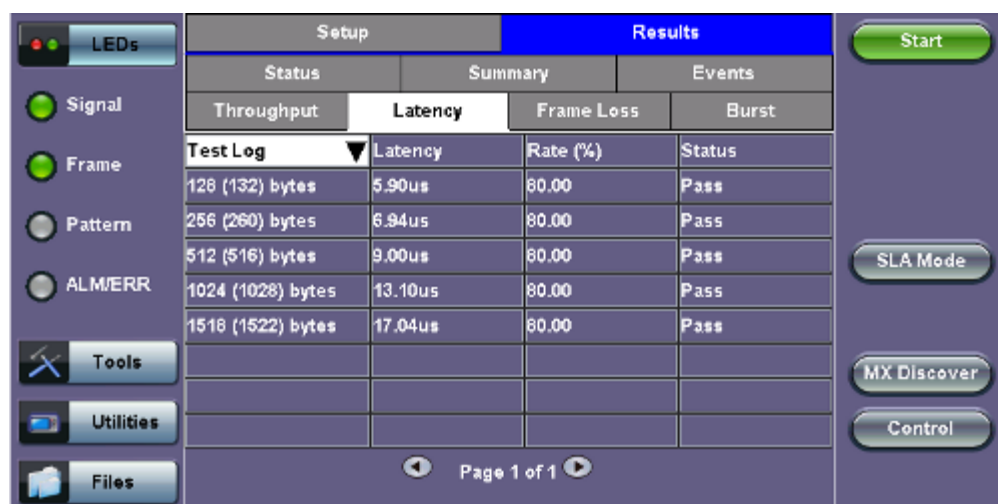 LEDs
Signal
Frame
Pattern
ALM/ERR
Tools
Utilities
Files
Setup Results
Status Summary Events
Throughput Latency Frame Loss Burst
Test Log Latency Rate (%) Status
128 (132) bytes 5.90us 80.00 Pass
256 (260) bytes 6.94us 80.00 Pass
512 (516) bytes 9.00us 80.00 Pass
1024 (1028) bytes 13.10us 80.00 Pass
1518 (1522) bytes 17.04us 80.00 Pass
Page 1 of 1
Start
SLA Mode
MX Discover
Control